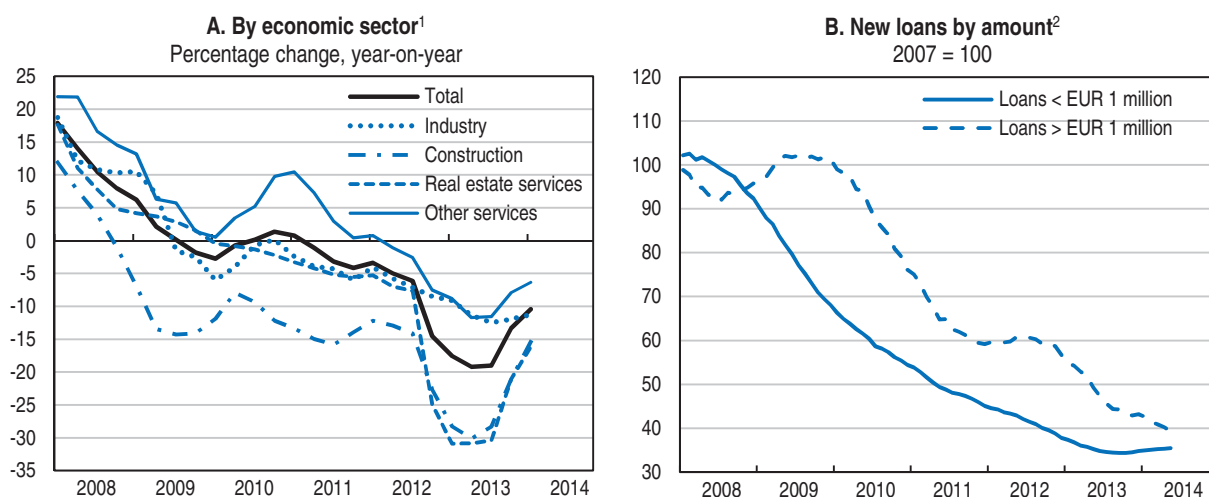 A. By economic sector¹
Percentage change, year-on-year
25
20
15
10
5
0
-5
-10
-15
-20
-25
-30
-35
Total
Industry
Construction
Real estate services
Other services
2008 2009 2010 2011 2012 2013 2014
B. New loans by amount²
2007 = 100
120
110
100
90
80
70
60
50
40
30
Loans < EUR 1 million
Loans > EUR 1 million
2008 2009 2010 2011 2012 2013 2014